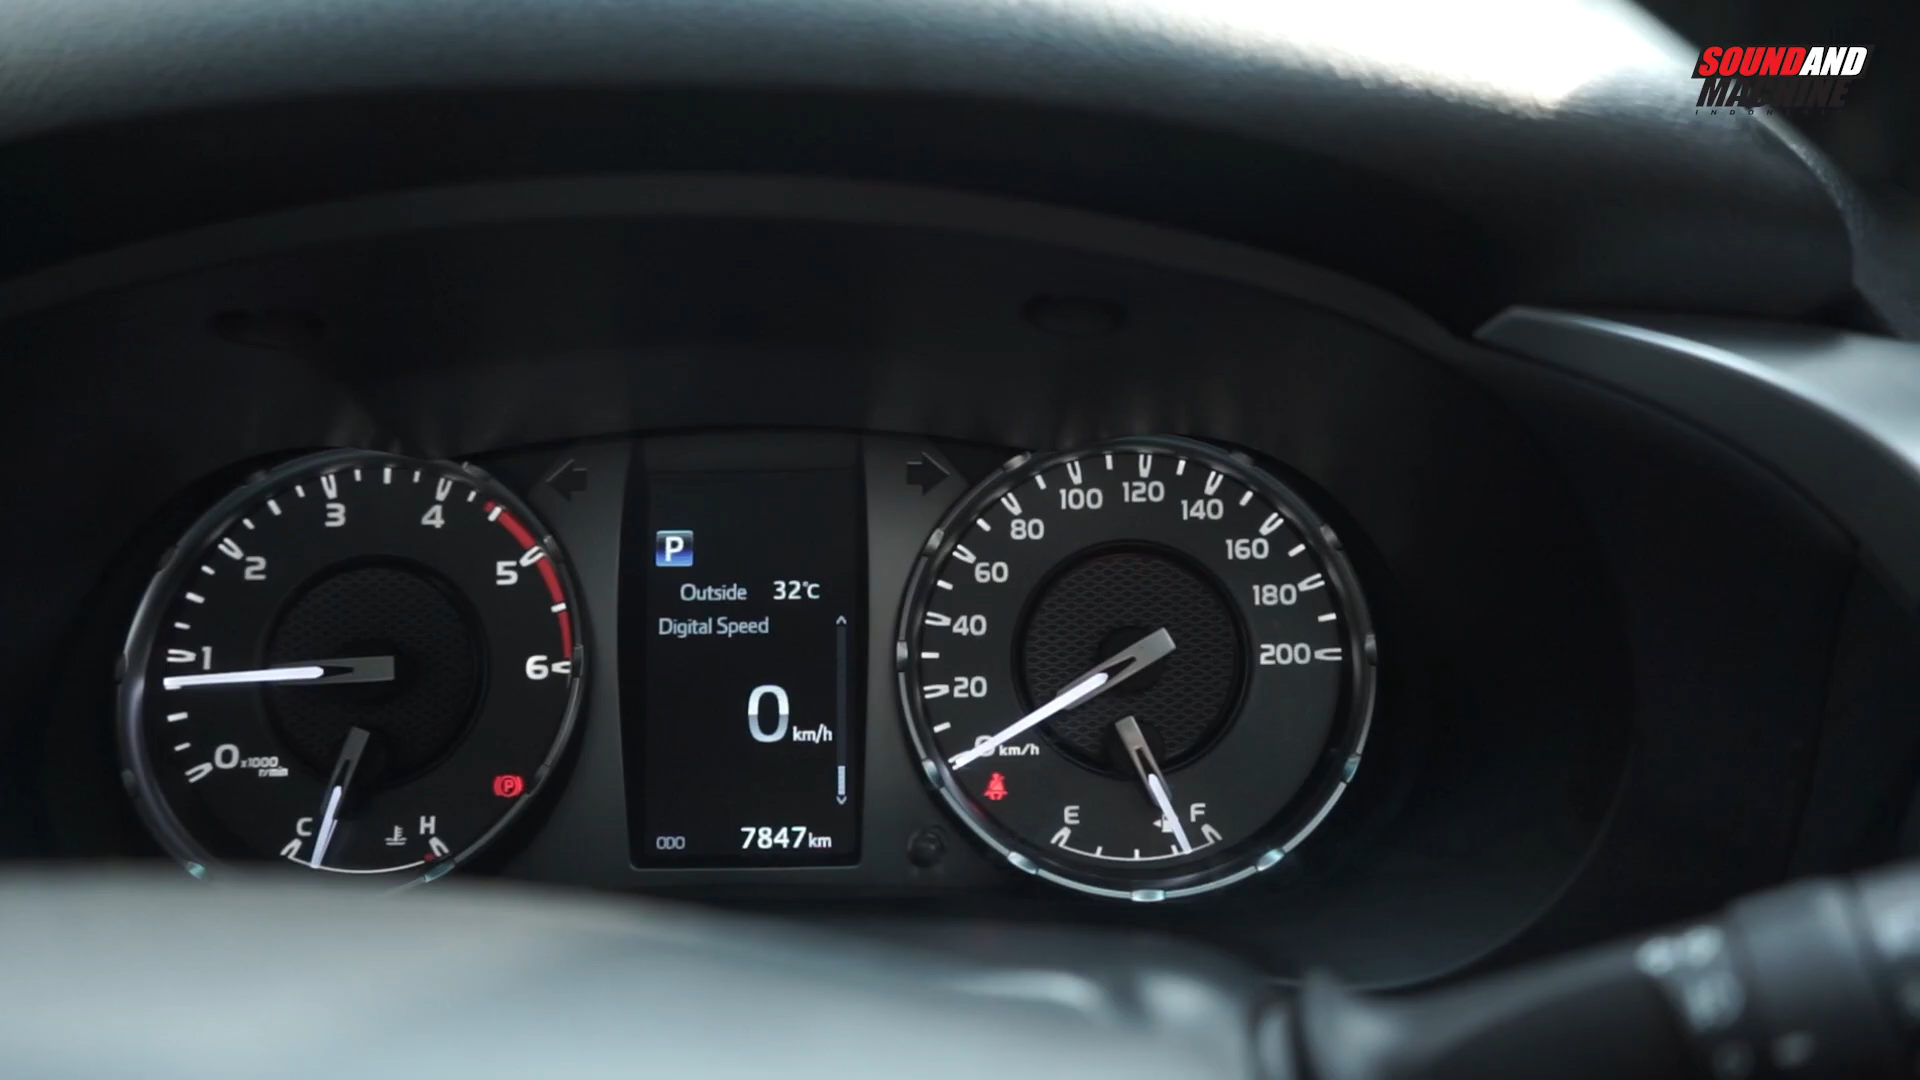 SOUNDAND
MACHINE
0
x1000
r/min
1
2
3
4
5
6
C
H
P
P
Outside 32°C
Digital Speed
0 km/h
ODO 7847 km
0 km/h
20
40
60
80
100
120
140
160
180
200
E
F